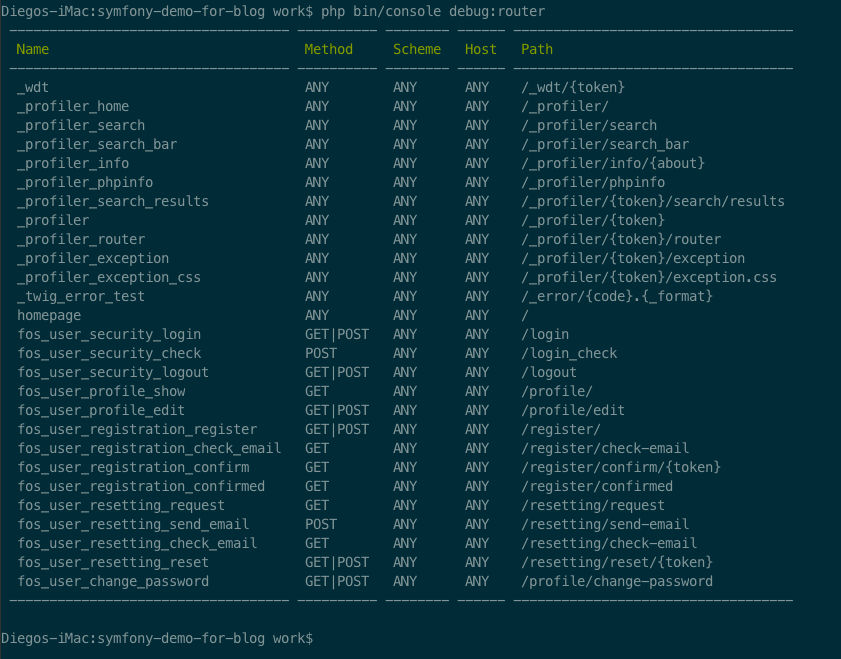 Diegos-iMac:symfony-demo-for-blog work$ php bin/console debug:router
Name Method Scheme Host Path
_wdt ANY ANY ANY /_wdt/{token}
_profiler_home ANY ANY ANY /_profiler/
_profiler_search ANY ANY ANY /_profiler/search
_profiler_search_bar ANY ANY ANY /_profiler/search_bar
_profiler_info ANY ANY ANY /_profiler/info/{about}
_profiler_phpinfo ANY ANY ANY /_profiler/phpinfo
_profiler_search_results ANY ANY ANY /_profiler/{token}/search/results
_profiler ANY ANY ANY /_profiler/{token}
_profiler_router ANY ANY ANY /_profiler/{token}/router
_profiler_exception ANY ANY ANY /_profiler/{token}/exception
_profiler_exception_css ANY ANY ANY /_profiler/{token}/exception.css
_twig_error_test ANY ANY ANY /_error/{code}.{_format}
homepage ANY ANY ANY /
fos_user_security_login GET|POST ANY ANY /login
fos_user_security_check POST ANY ANY /login_check
fos_user_security_logout GET|POST ANY ANY /logout
fos_user_profile_show GET ANY ANY /profile/
fos_user_profile_edit GET|POST ANY ANY /profile/edit
fos_user_registration_register GET|POST ANY ANY /register/
fos_user_registration_check_email GET ANY ANY /register/check-email
fos_user_registration_confirm GET ANY ANY /register/confirm/{token}
fos_user_registration_confirmed GET ANY ANY /register/confirmed
fos_user_resetting_request GET ANY ANY /resetting/request
fos_user_resetting_send_email POST ANY ANY /resetting/send-email
fos_user_resetting_check_email GET ANY ANY /resetting/check-email
fos_user_resetting_reset GET|POST ANY ANY /resetting/reset/{token}
fos_user_change_password GET|POST ANY ANY /profile/change-password
Diegos-iMac:symfony-demo-for-blog work$